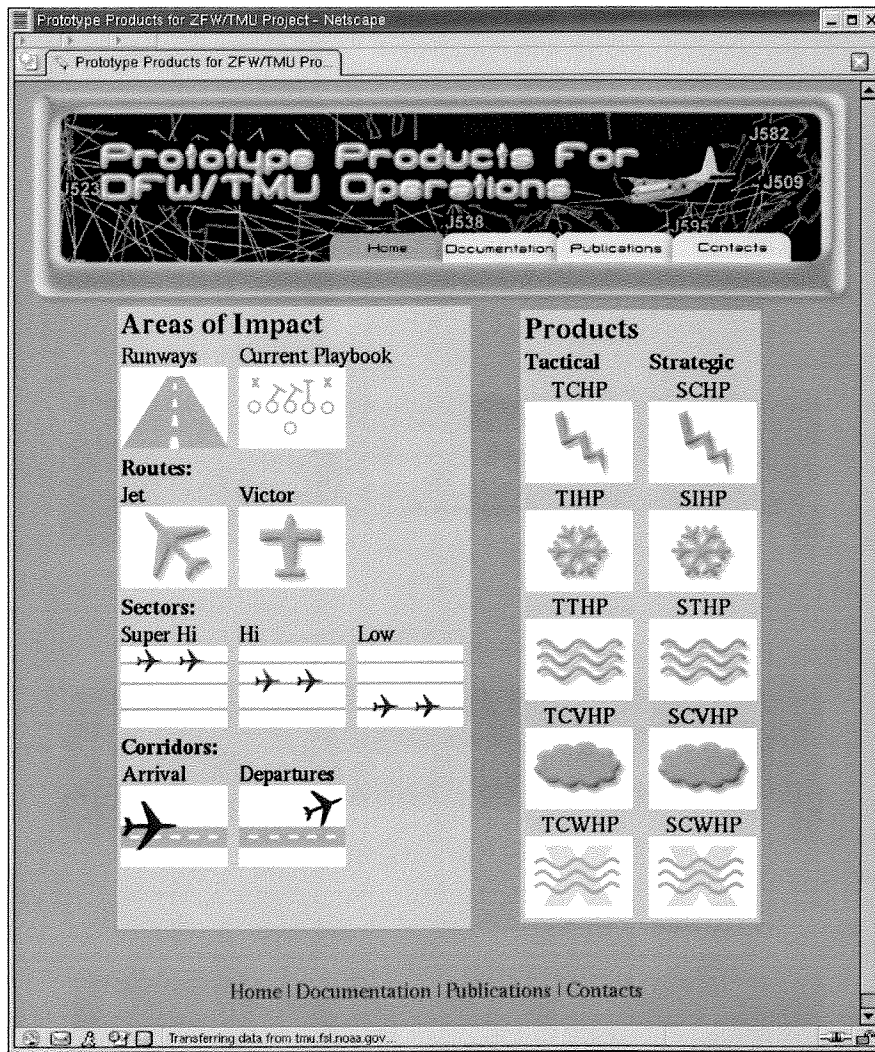 Prototype Products for ZFW/TMU Project - Netscape
Prototype Products for ZFW/TMU Pro...
J582
Prototype Products For
J523
DFW/TMU Operations
J509
J538
J595
Home Documentation Publications Contacts
Areas of Impact
Runways Current Playbook
X X
Routes:
Jet Victor
Sectors:
Super Hi Hi Low
Corridors:
Arrival Departures
Products
Tactical Strategic
TCHP SCHP
TIHP SIHP
TTHP STHP
TCVHP SCVHP
TCWHP SCWHP
Home | Documentation | Publications | Contacts
Transferring data from tmu.fsl.noaa.gov...